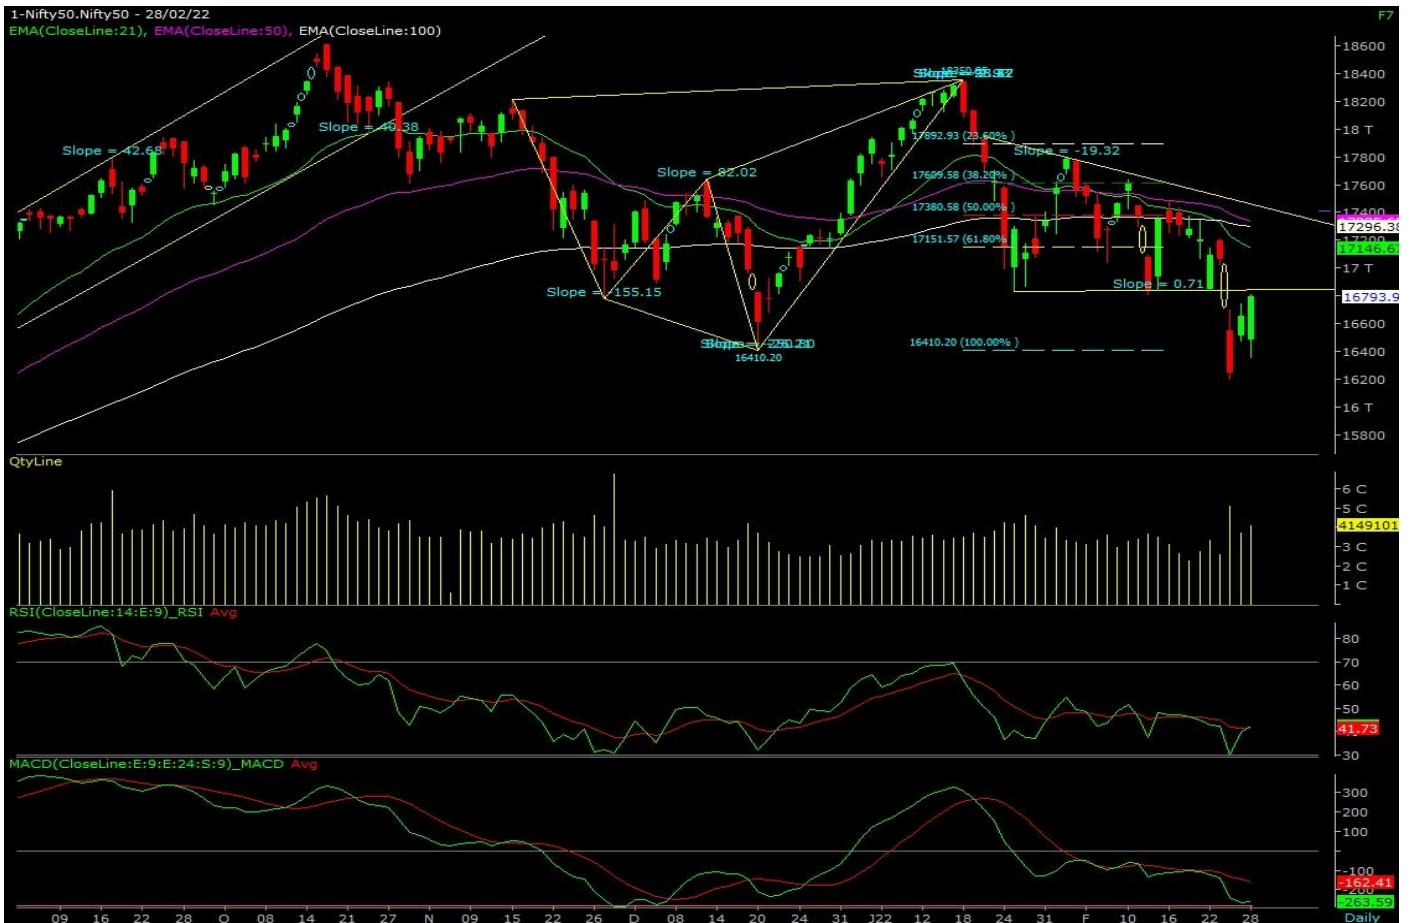 1-Nifty50.Nifty50 - 28/02/22
F7
EMA(CloseLine:21), EMA(CloseLine:50), EMA(CloseLine:100)
18600
18400
18200
18 T
17800
17600
17400
17296.38
17146.67
17 T
16793.9
16600
16400
16200
16 T
15800
Slope = 42.68
Slope = 40.38
Slope = -155.15
Slope = 82.02
16410.20
17892.93 (23.60% )
Slope = -19.32
17609.58 (38.20% )
17380.58 (50.00% )
17151.57 (61.80% )
Slope = 0.71
16410.20 (100.00% )
QtyLine
6 C
5 C
4149101
3 C
2 C
1 C
RSI(CloseLine:14:E:9)_RSI Avg
80
70
60
50
41.73
30
MACD(CloseLine:E:9:E:24:S:9)_MACD Avg
300
200
100
-100
-162.41
-263.59
09 16 22 28 O 08 14 21 27 N 09 15 22 26 D 08 14 20 24 31 J22 12 18 24 31 F 10 16 22 28
Daily